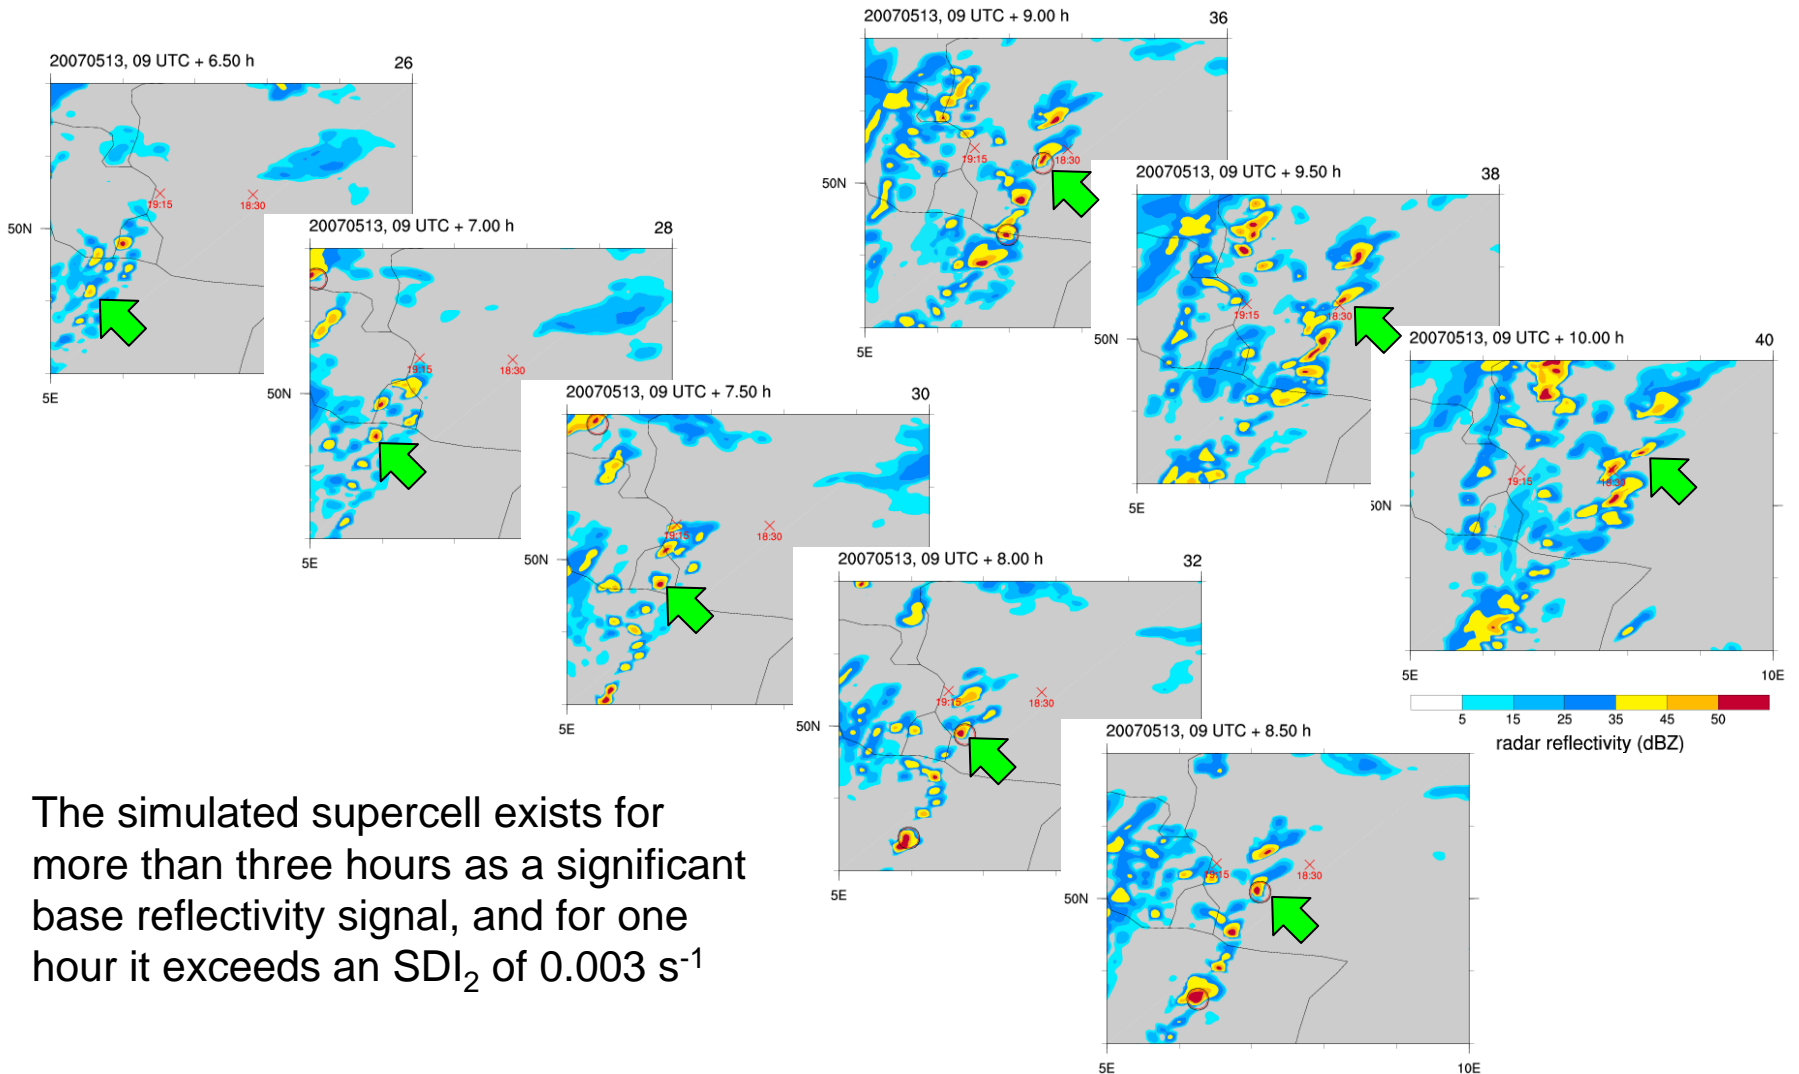 20070513, 09 UTC + 6.50 h 26
50N
19:15 18:30
5E
20070513, 09 UTC + 7.00 h 28
50N
19:15 18:30
5E
20070513, 09 UTC + 7.50 h 30
50N
19:15 18:30
5E
20070513, 09 UTC + 8.00 h 32
50N
19:15 18:30
5E
20070513, 09 UTC + 8.50 h
50N
19:15 18:30
5E 10E
20070513, 09 UTC + 9.00 h 36
50N
19:15 18:30
5E
20070513, 09 UTC + 9.50 h 38
50N
19:15 18:30
5E
20070513, 09 UTC + 10.00 h 40
50N
19:15 18:30
5E 10E
5 15 25 35 45 50
radar reflectivity (dBZ)
The simulated supercell exists for
more than three hours as a significant
base reflectivity signal, and for one
hour it exceeds an SDI₂ of 0.003 s⁻¹